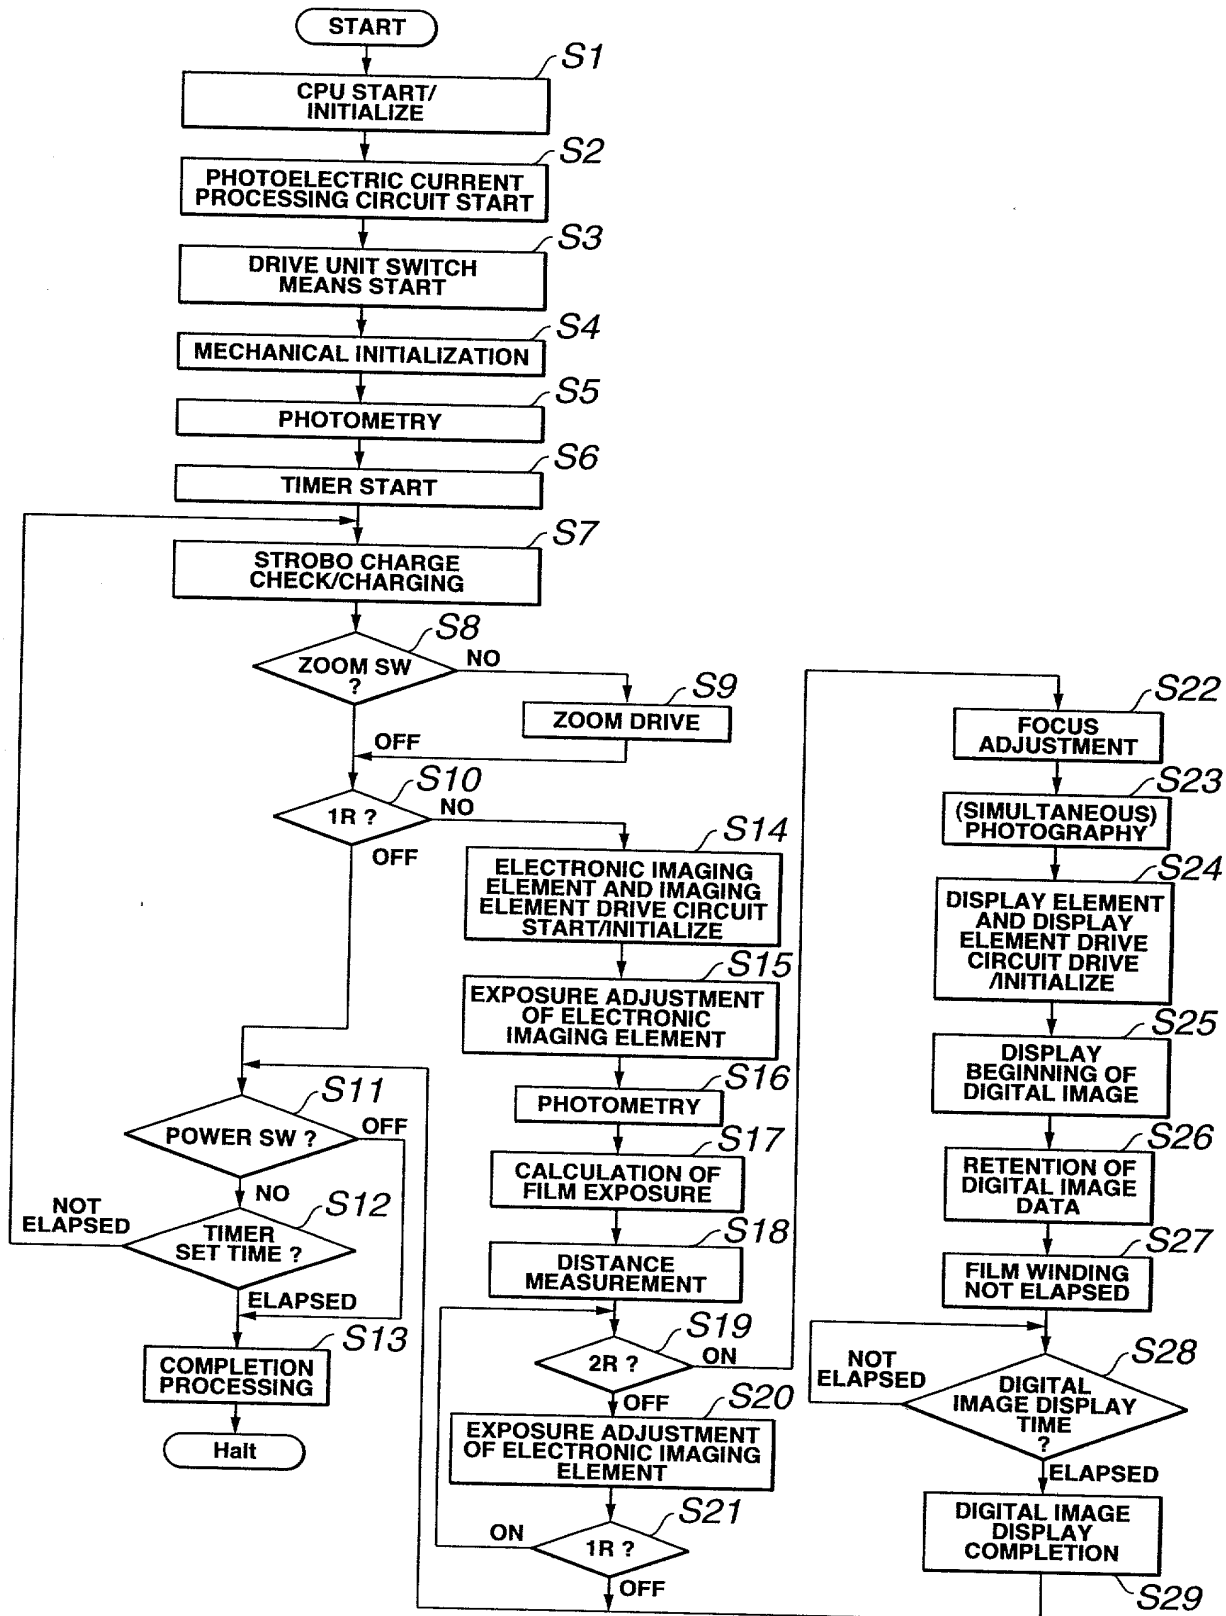 START
S1
CPU START/
INITIALIZE
S2
PHOTOELECTRIC CURRENT
PROCESSING CIRCUIT START
S3
DRIVE UNIT SWITCH
MEANS START
S4
MECHANICAL INITIALIZATION
S5
PHOTOMETRY
S6
TIMER START
S7
STROBO CHARGE
CHECK/CHARGING
S8
ZOOM SW
?
NO
S9
ZOOM DRIVE
OFF
S10
1R ?
NO
OFF
S11
POWER SW ?
OFF
NO
S12
TIMER
SET TIME ?
NOT
ELAPSED
ELAPSED
S13
COMPLETION
PROCESSING
Halt
S14
ELECTRONIC IMAGING
ELEMENT AND IMAGING
ELEMENT DRIVE CIRCUIT
START/INITIALIZE
S15
EXPOSURE ADJUSTMENT
OF ELECTRONIC
IMAGING ELEMENT
S16
PHOTOMETRY
S17
CALCULATION OF
FILM EXPOSURE
S18
DISTANCE
MEASUREMENT
S19
2R ?
ON
OFF
S20
EXPOSURE ADJUSTMENT
OF ELECTRONIC IMAGING
ELEMENT
S21
ON
1R ?
OFF
S22
FOCUS
ADJUSTMENT
S23
(SIMULTANEOUS)
PHOTOGRAPHY
S24
DISPLAY ELEMENT
AND DISPLAY
ELEMENT DRIVE
CIRCUIT DRIVE
/INITIALIZE
S25
DISPLAY
BEGINNING OF
DIGITAL IMAGE
S26
RETENTION OF
DIGITAL IMAGE
DATA
S27
FILM WINDING
NOT ELAPSED
S28
NOT
ELAPSED
DIGITAL
IMAGE DISPLAY
TIME
?
ELAPSED
DIGITAL IMAGE
DISPLAY
COMPLETION
S29